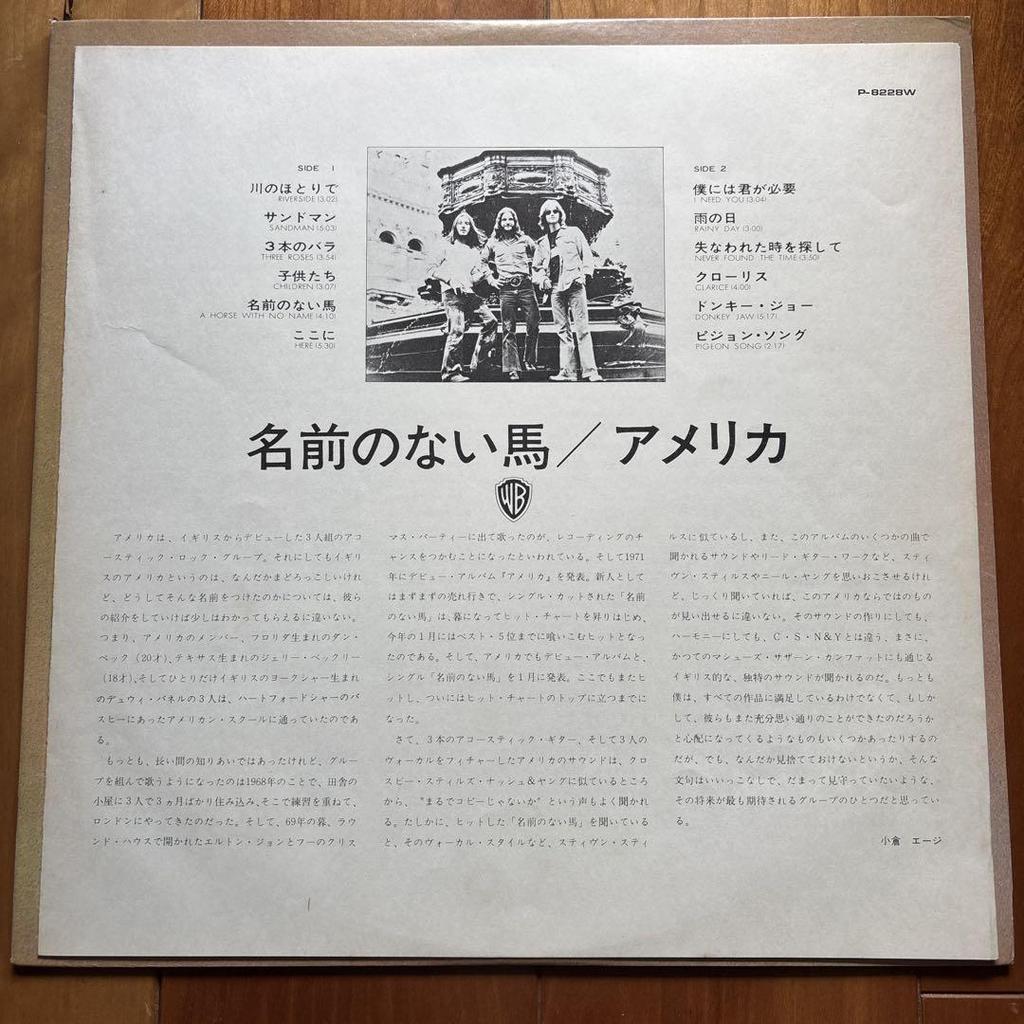 P-8228W
SIDE 1
川のほとりで
RIVERSIDE (3.02)
サンドマン
SANDMAN (5:03)
3本のバラ
THREE ROSES (3.54)
子供たち
CHILDREN (3.07)
名前のない馬
A HORSE WITH NO NAME (4.10)
ここに
HERE (5.30)
SIDE 2
僕には君が必要
I NEED YOU (3.04)
雨の日
RAINY DAY (3:00)
失なわれた時を探して
NEVER FOUND THE TIME (3.50)
クローリス
CLARICE (4:00)
ドンキー・ジョー
DONKEY JAW (5.17)
ピジョン・ソング
PIGEON SONG (2.17)
名前のない馬／アメリカ
WB
アメリカは、イギリスからデビューした3人組のアコ
ースティック・ロック・グループ。それにしてもイギリ
スのアメリカというのは、なんだかまどろっこしいけれ
ど、どうしてそんな名前をつけたのかについては、彼ら
の紹介をしていけば少しはわかってもらえるに違いない。
つまり、アメリカのメンバー、フロリダ生まれのダン・
ペック (20才)、テキサス生まれのジェリー・ベックリー
(18才)、そしてひとりだけイギリスのヨークシャー生まれ
のデュウィ・バネルの3人は、ハートフォードシャーのバ
スヒーにあったアメリカン・スクールに通っていたのであ
る。
もっとも、長い間の知りあいではあったけれど、グルー
プを組んで歌うようになったのは1968年のことで、田舎の
小屋に3人で3ヵ月ばかり住み込み、そこで練習を重ねて、
ロンドンにやってきたのだった。そして、69年の暮、ラウ
ンド・ハウスで開かれたエルトン・ジョンとフーのクリス
マス・パーティーに出て歌ったのが、レコーディングのチ
ャンスをつかむことになったといわれている。そして1971
年にデビュー・アルバム『アメリカ』を発表。新人として
はまずまずの売れ行きで、シングル・カットされた「名前
のない馬」は、暮になってヒット・チャートを昇りはじめ、
今年の1月にはベスト・5位までに喰いこむヒットとなっ
たのである。そして、アメリカでもデビュー・アルバムと、
シングル「名前のない馬」を1月に発表。ここでもまたヒ
ットし、ついにはヒット・チャートのトップに立つまでに
なった。
さて、3本のアコースティック・ギター、そして3人の
ヴォーカルをフィチャーしたアメリカのサウンドは、クロ
スビー・スティルズ・ナッシュ&ヤングに似ているところ
から、"まるでコピーじゃないか" という声もよく聞かれ
る。たしかに、ヒットした「名前のない馬」を聞いている
と、そのヴォーカル・スタイルなど、スティヴン・スティ
ルスに似ているし、また、このアルバムのいくつかの曲で
聞かれるサウンドやリード・ギター・ワークなど、スティ
ヴン・スティルスやニール・ヤングを思いおこさせるけれ
ど、じっくり聞いていれば、このアメリカならではのもの
が見い出せるに違いない。そのサウンドの作りにしても、
ハーモニーにしても、C・S・N&Yとは違う、まさに、
かつてのマシューズ・サザーン・カンファットにも通じる
イギリス的な、独特のサウンドが聞かれるのだ。もっとも
僕は、すべての作品に満足しているわけでなくて、もしか
して、彼らもまた充分思い通りのことができたのだろうか
と心配になってくるようなものもいくつかあったりするの
だが、でも、なんだか見捨てておけないというか、そんな
文句はいいっこなしで、だまって見守っていたいような、
その将来が最も期待されるグループのひとつだと思ってい
る。
小倉 エージ